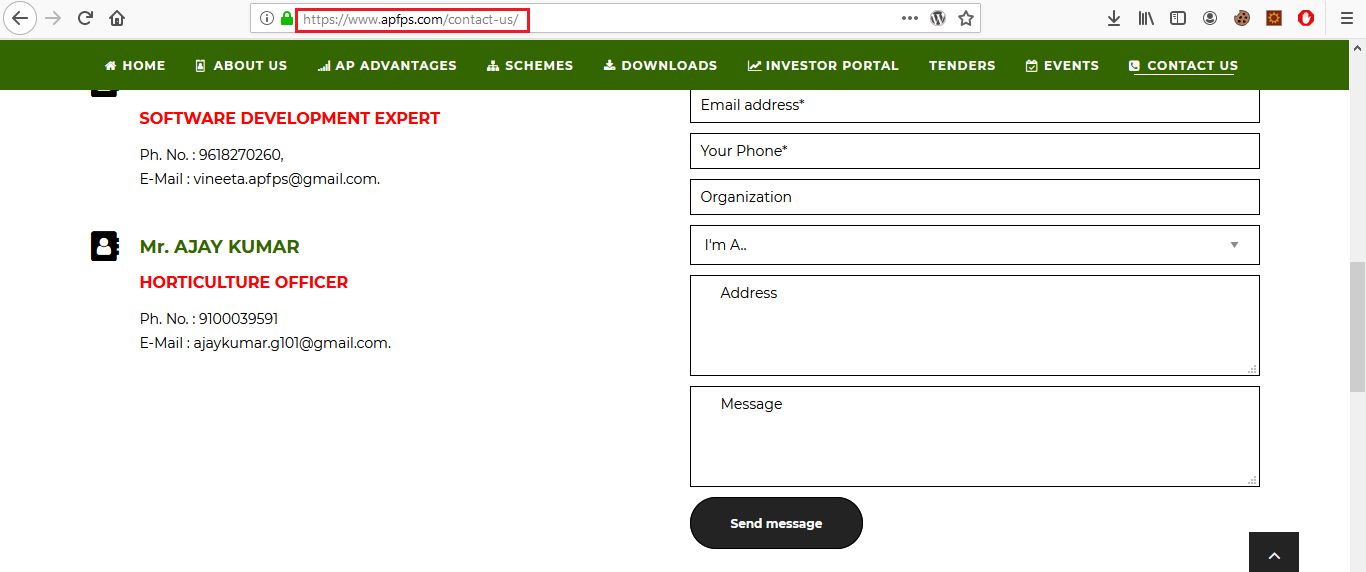 https://www.apfps.com/contact-us/
HOME ABOUT US AP ADVANTAGES SCHEMES DOWNLOADS INVESTOR PORTAL TENDERS EVENTS CONTACT US
SOFTWARE DEVELOPMENT EXPERT
Ph. No. : 9618270260,
E-Mail : vineeta.apfps@gmail.com.
Mr. AJAY KUMAR
HORTICULTURE OFFICER
Ph. No. : 9100039591
E-Mail : ajaykumar.g101@gmail.com.
Email address*
Your Phone*
Organization
I'm A..
Address
Message
Send message